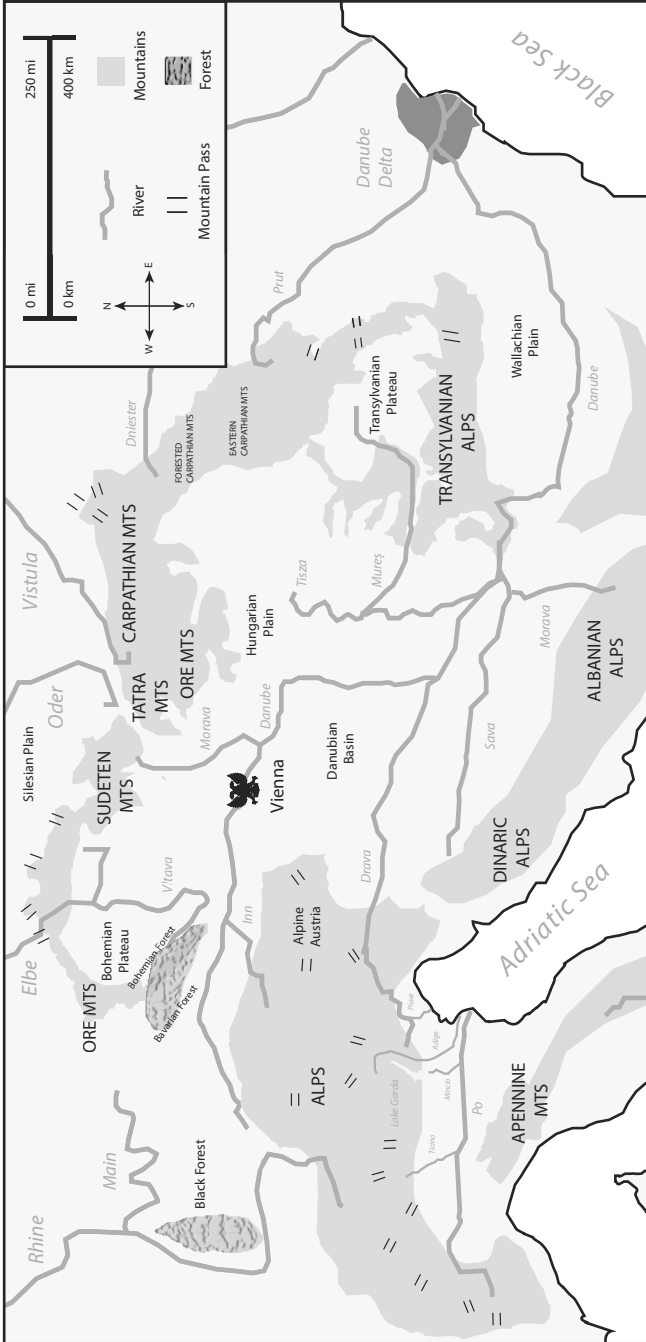 Rhine
Main
Black Forest
ORE MTS
Elbe
Bohemian
Plateau
Bohemian Forest
Bavarian Forest
Vltava
Silesian Plain
SUDETEN
MTS
Oder
Vistula
TATRA
MTS
ORE MTS
CARPATHIAN MTS
Morava
Danube
Vienna
Inn
Alpine
Austria
ALPS
Danubian
Basin
Hungarian
Plain
Tisza
Mureș
Dniester
FORESTED
CARPATHIAN MTS
EASTERN
CARPATHIAN MTS
Prut
Transylvanian
Plateau
TRANSYLVANIAN
ALPS
Wallachian
Plain
Danube
Danube
Delta
Black Sea
Drava
Sava
Morava
DINARIC
ALPS
ALBANIAN
ALPS
Adriatic Sea
Piave
Adige
Mincio
Lake Garda
Ticino
Po
APENNINE
MTS
0 mi
250 mi
0 km
400 km
N
W
E
S
River
Mountains
Mountain Pass
Forest